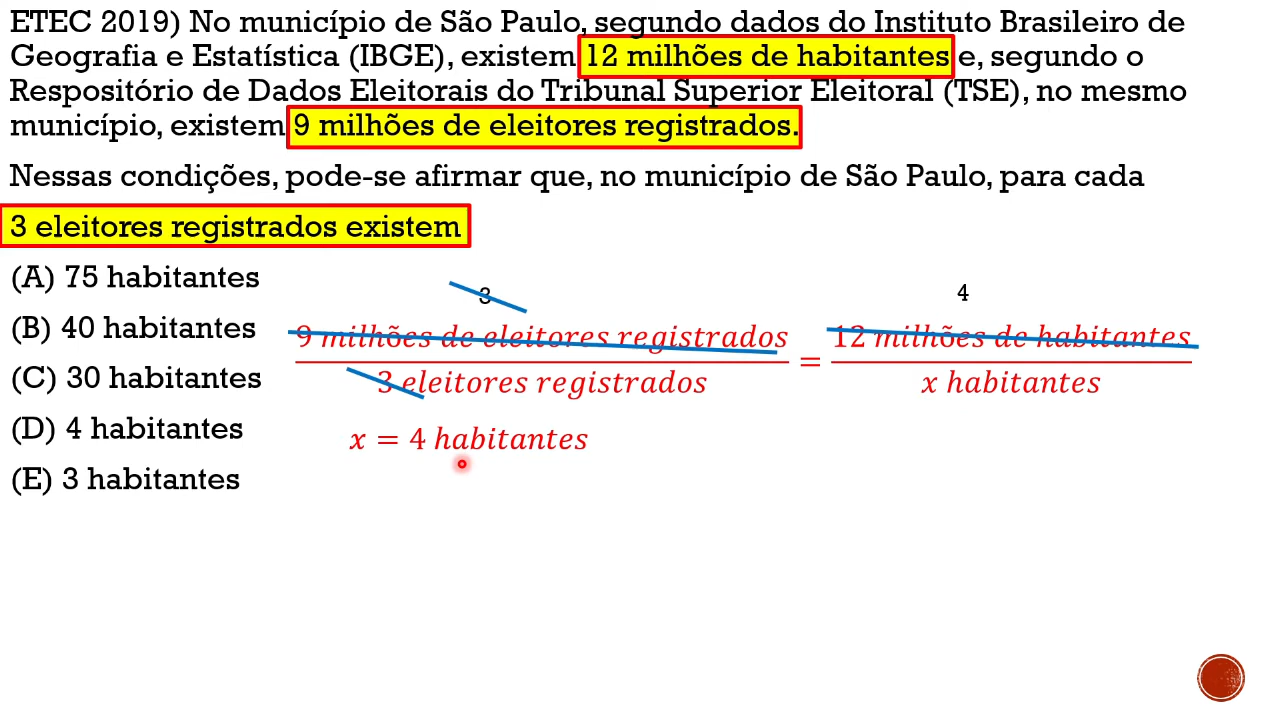 ETEC 2019) No município de São Paulo, segundo dados do Instituto Brasileiro de
Geografia e Estatística (IBGE), existem 12 milhões de habitantes e, segundo o
Respositório de Dados Eleitorais do Tribunal Superior Eleitoral (TSE), no mesmo
município, existem 9 milhões de eleitores registrados.
Nessas condições, pode-se afirmar que, no município de São Paulo, para cada
3 eleitores registrados existem
(A) 75 habitantes
(B) 40 habitantes
(C) 30 habitantes
(D) 4 habitantes
(E) 3 habitantes
3 4
9 milhões de eleitores registrados 12 milhões de habitantes
=
3 eleitores registrados x habitantes
x = 4 habitantes